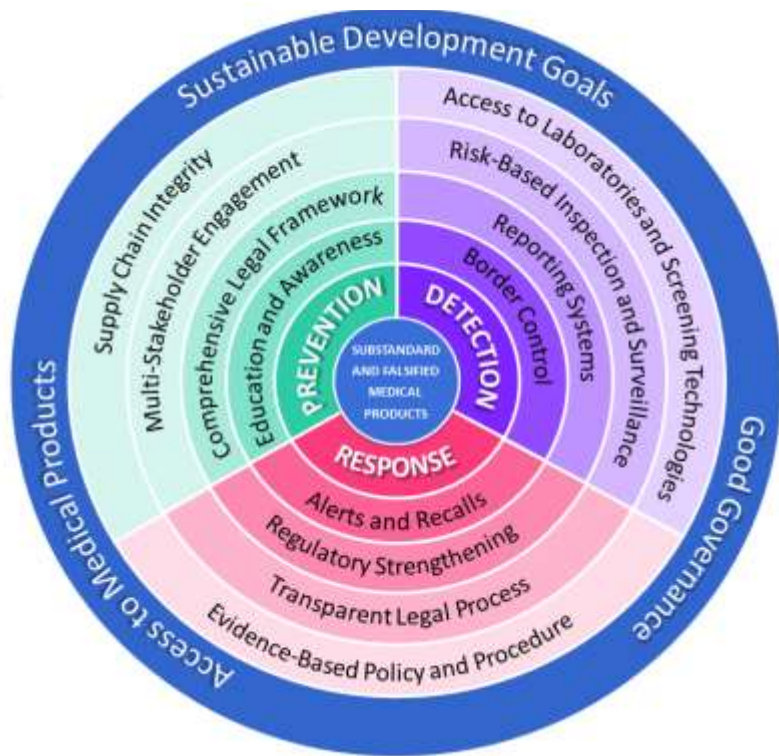 Sustainable Development Goals
Good Governance
Access to Medical Products
SUBSTANDARD
AND FALSIFIED
MEDICAL
PRODUCTS
PREVENTION
Education and Awareness
Comprehensive Legal Framework
Multi-Stakeholder Engagement
Supply Chain Integrity
DETECTION
Border Control
Reporting Systems
Risk-Based Inspection and Surveillance
Access to Laboratories and Screening Technologies
RESPONSE
Alerts and Recalls
Regulatory Strengthening
Transparent Legal Process
Evidence-Based Policy and Procedure